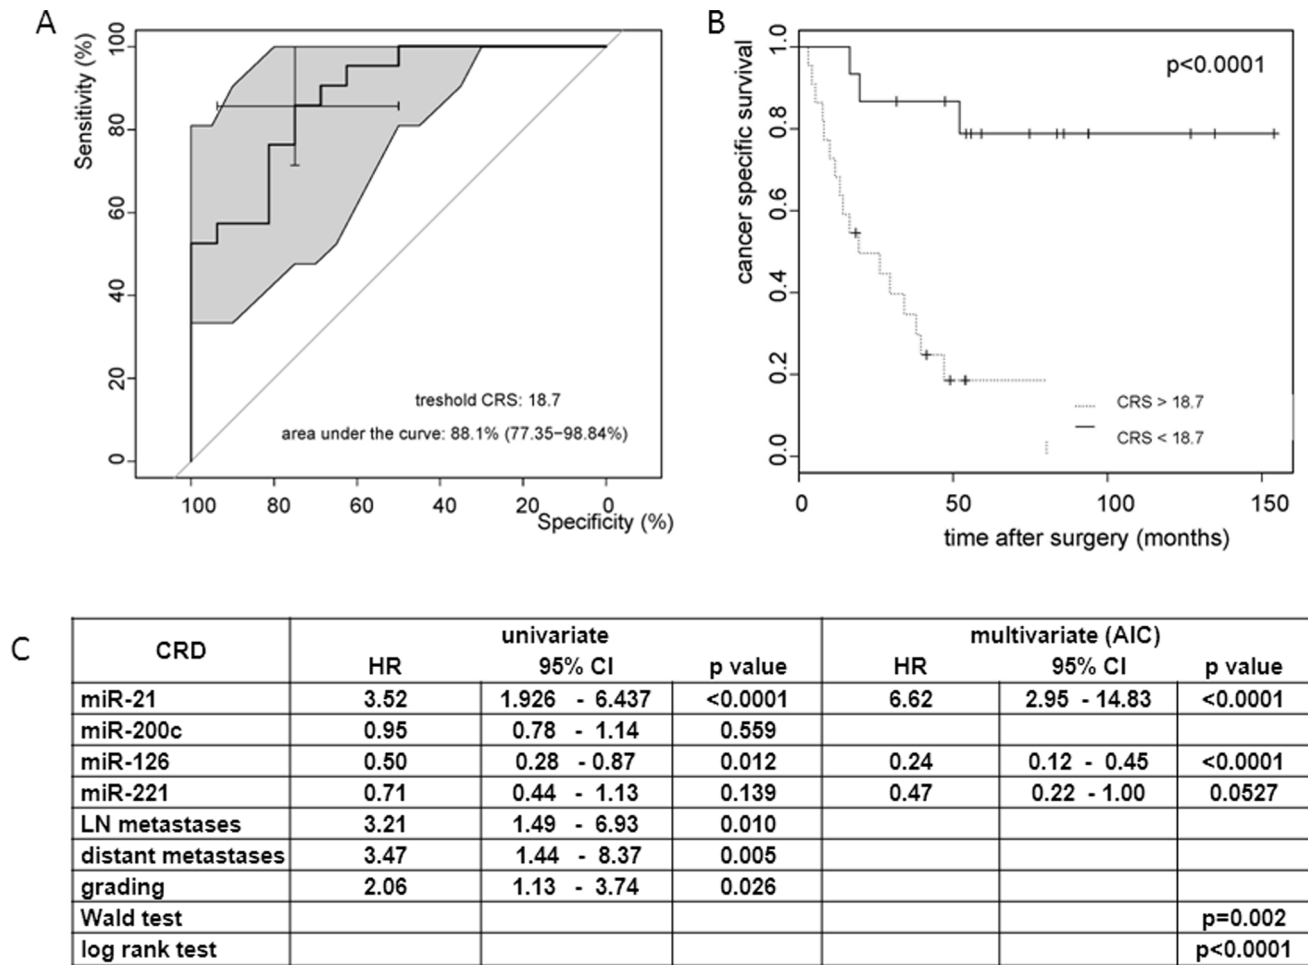 A
Sensitivity (%)
100
80
60
40
20
0
treshold CRS: 18.7
area under the curve: 88.1% (77.35–98.84%)
100 80 60 40 20 0
Specificity (%)
B
cancer specific survival
1.0
0.8
0.6
0.4
0.2
0.0
p<0.0001
CRS > 18.7
CRS < 18.7
0 50 100 150
time after surgery (months)
C
CRD univariate multivariate (AIC)
HR 95% CI p value HR 95% CI p value
miR-21 3.52 1.926 - 6.437 <0.0001 6.62 2.95 - 14.83 <0.0001
miR-200c 0.95 0.78 - 1.14 0.559
miR-126 0.50 0.28 - 0.87 0.012 0.24 0.12 - 0.45 <0.0001
miR-221 0.71 0.44 - 1.13 0.139 0.47 0.22 - 1.00 0.0527
LN metastases 3.21 1.49 - 6.93 0.010
distant metastases 3.47 1.44 - 8.37 0.005
grading 2.06 1.13 - 3.74 0.026
Wald test p=0.002
log rank test p<0.0001